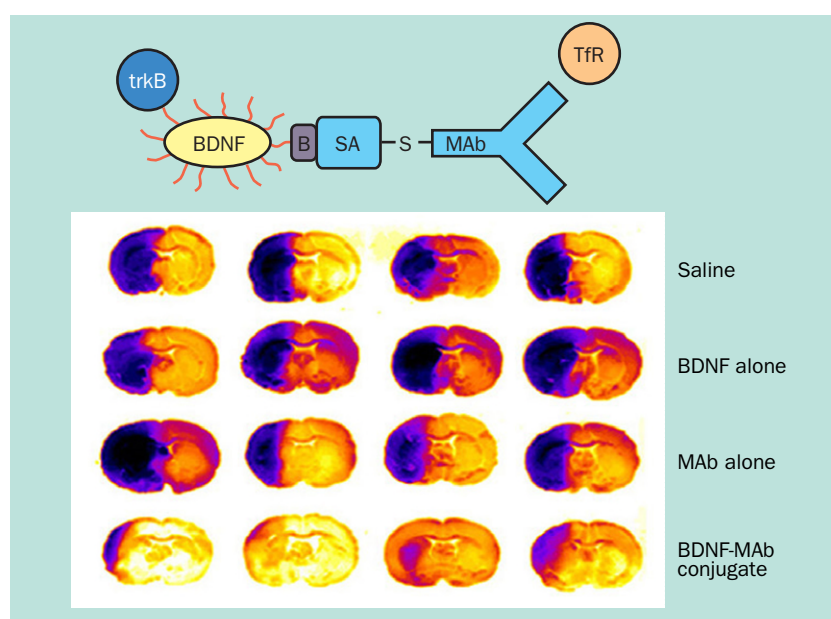 TfR
trkB
BDNF B SA S MAb
Saline
BDNF alone
MAb alone
BDNF-MAb
conjugate